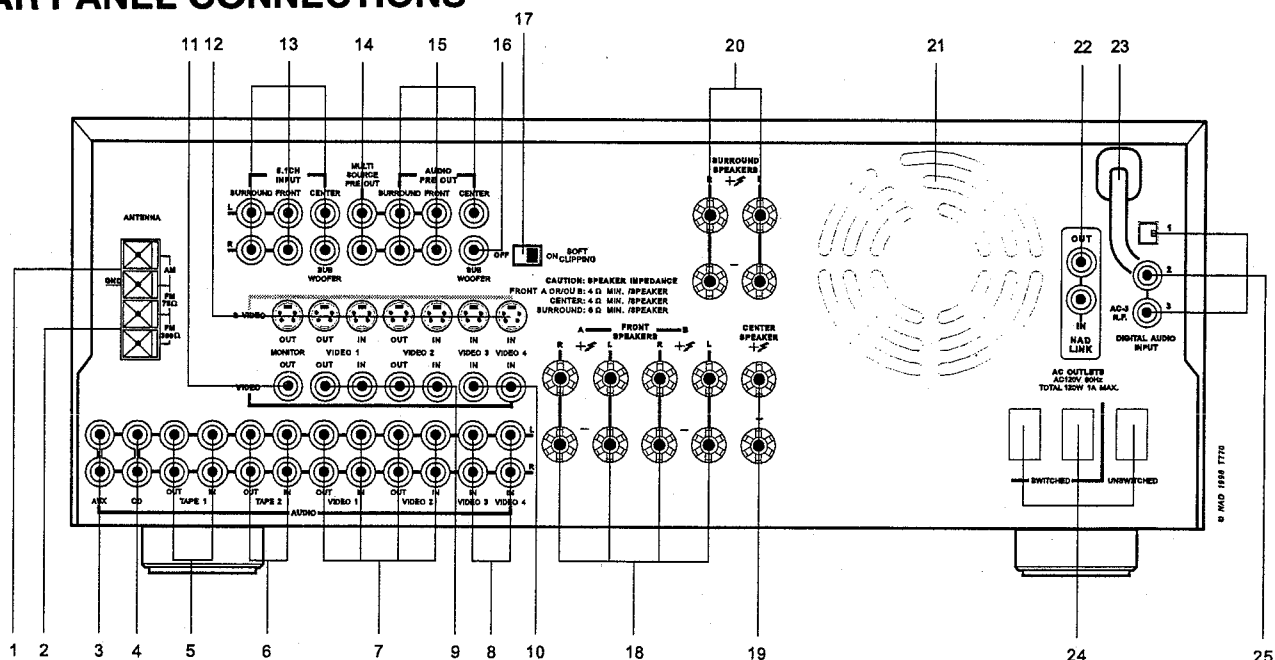 AR PANEL CONNECTIONS
17
11 12 13 14 15 16 20 21 22 23
5.1CH INPUT
MULTI SOURCE PRE OUT
AUDIO PRE OUT
SURROUND FRONT CENTER
SURROUND FRONT CENTER
L
R
SUB WOOFER
SUB WOOFER
OFF ON SOFT CLIPPING
SURROUND SPEAKERS
R + L
-
ANTENNA
AM
GND
FM 75Ω
FM 300Ω
CAUTION: SPEAKER IMPEDANCE
FRONT A OR/OU B: 4 Ω MIN. /SPEAKER
CENTER: 4 Ω MIN. /SPEAKER
SURROUND: 6 Ω MIN. /SPEAKER
S VIDEO
OUT OUT IN OUT IN IN IN
MONITOR VIDEO 1 VIDEO 2 VIDEO 3 VIDEO 4
OUT OUT IN OUT IN IN IN
VIDEO
A FRONT SPEAKERS B
R + L R + L
- -
CENTER SPEAKER
+
-
OUT
IN
NAD LINK
1
2
AC-3 R.F. 3
DIGITAL AUDIO INPUT
AC OUTLETS
AC120V 60Hz
TOTAL 120W 1A MAX.
SWITCHED UNSWITCHED
L
R
OUT IN OUT IN OUT IN OUT IN IN IN
AUX CD TAPE 1 TAPE 2 VIDEO 1 VIDEO 2 VIDEO 3 VIDEO 4
AUDIO
© NAD 1996 T770
1 2 3 4 5 6 7 8 9 10 18 19 24 25